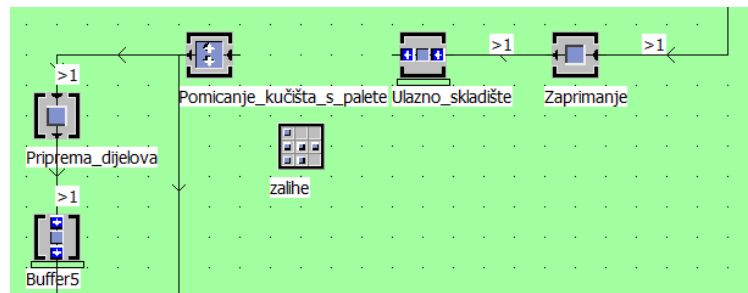 >1
>1
>1
Pomicanje_kučišta_s_palete
Ulazno_skladište
Zaprimanje
Priprema_dijelova
zalihe
>1
Buffer5